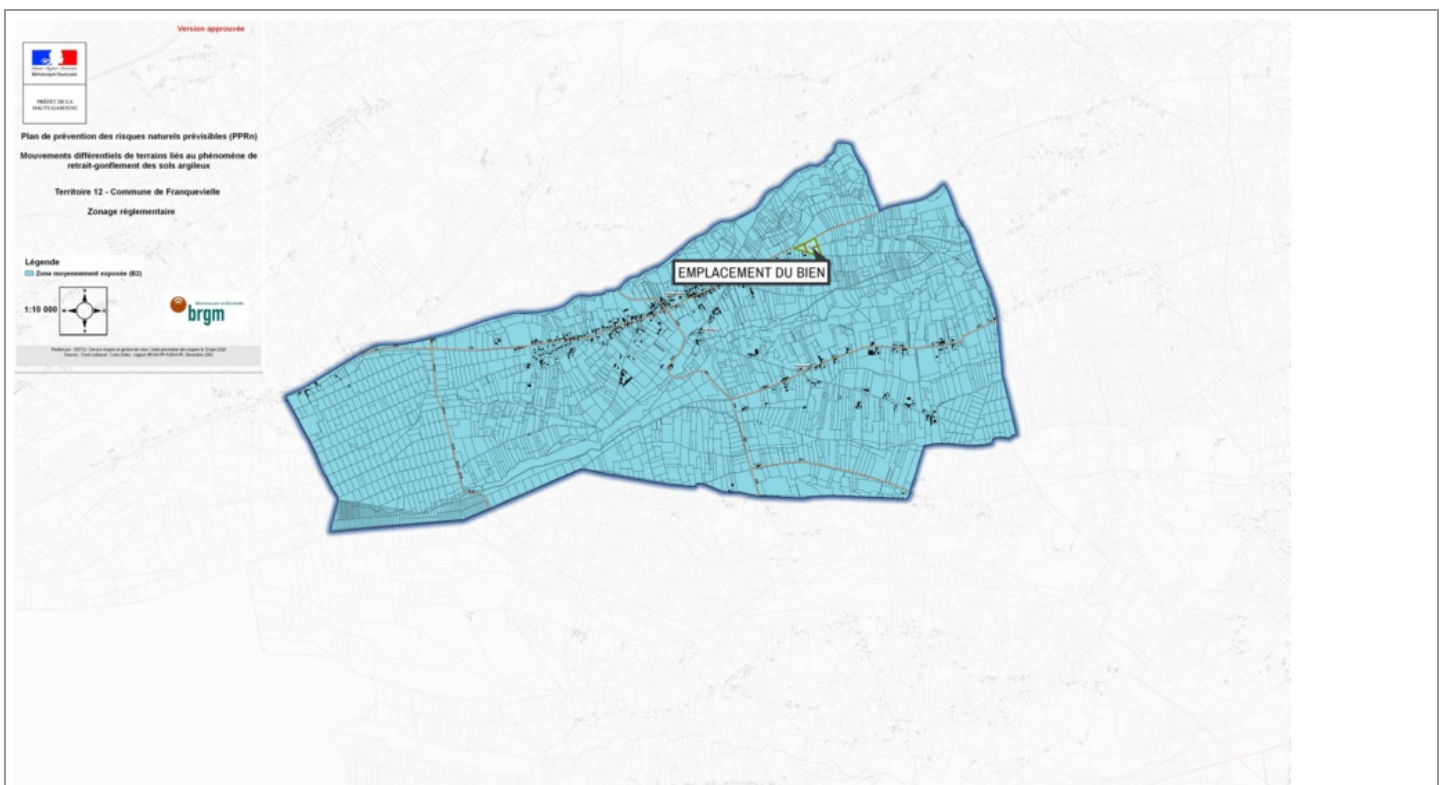 Version approuvée
RÉPUBLIQUE FRANÇAISE
PRÉFET DE LA
HAUTE-GARONNE
Plan de prévention des risques naturels prévisibles (PPRn)
Mouvements différentiels de terrains liés au phénomène de
retrait-gonflement des sols argileux
Territoire 12 - Commune de Franquevielle
Zonage réglementaire
Légende
Zone moyennement exposée (B2)
1:10 000
brgm
EMPLACEMENT DU BIEN